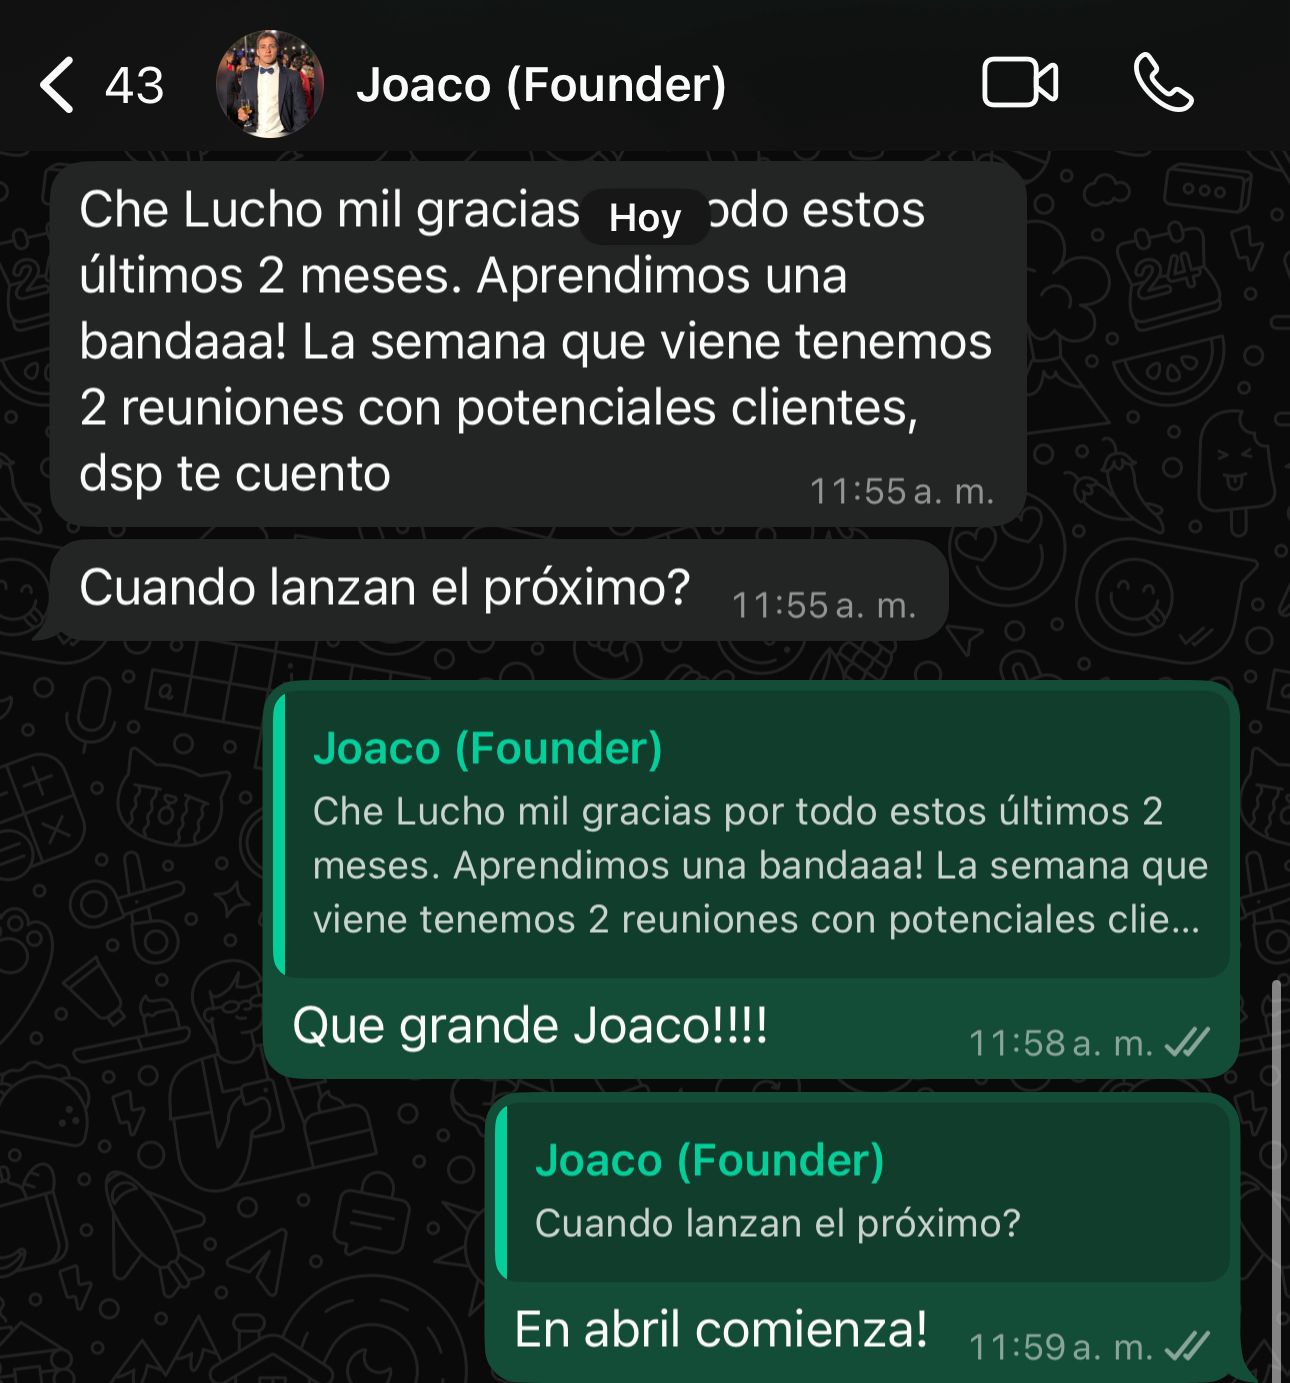 43
Joaco (Founder)
Che Lucho mil gracias odo estos
Hoy
últimos 2 meses. Aprendimos una
bandaaa! La semana que viene tenemos
2 reuniones con potenciales clientes,
dsp te cuento
11:55 a. m.
Cuando lanzan el próximo?
11:55 a. m.
Joaco (Founder)
Che Lucho mil gracias por todo estos últimos 2
meses. Aprendimos una bandaaa! La semana que
viene tenemos 2 reuniones con potenciales clie...
Que grande Joaco!!!!
11:58 a. m.
Joaco (Founder)
Cuando lanzan el próximo?
En abril comienza!
11:59 a. m.